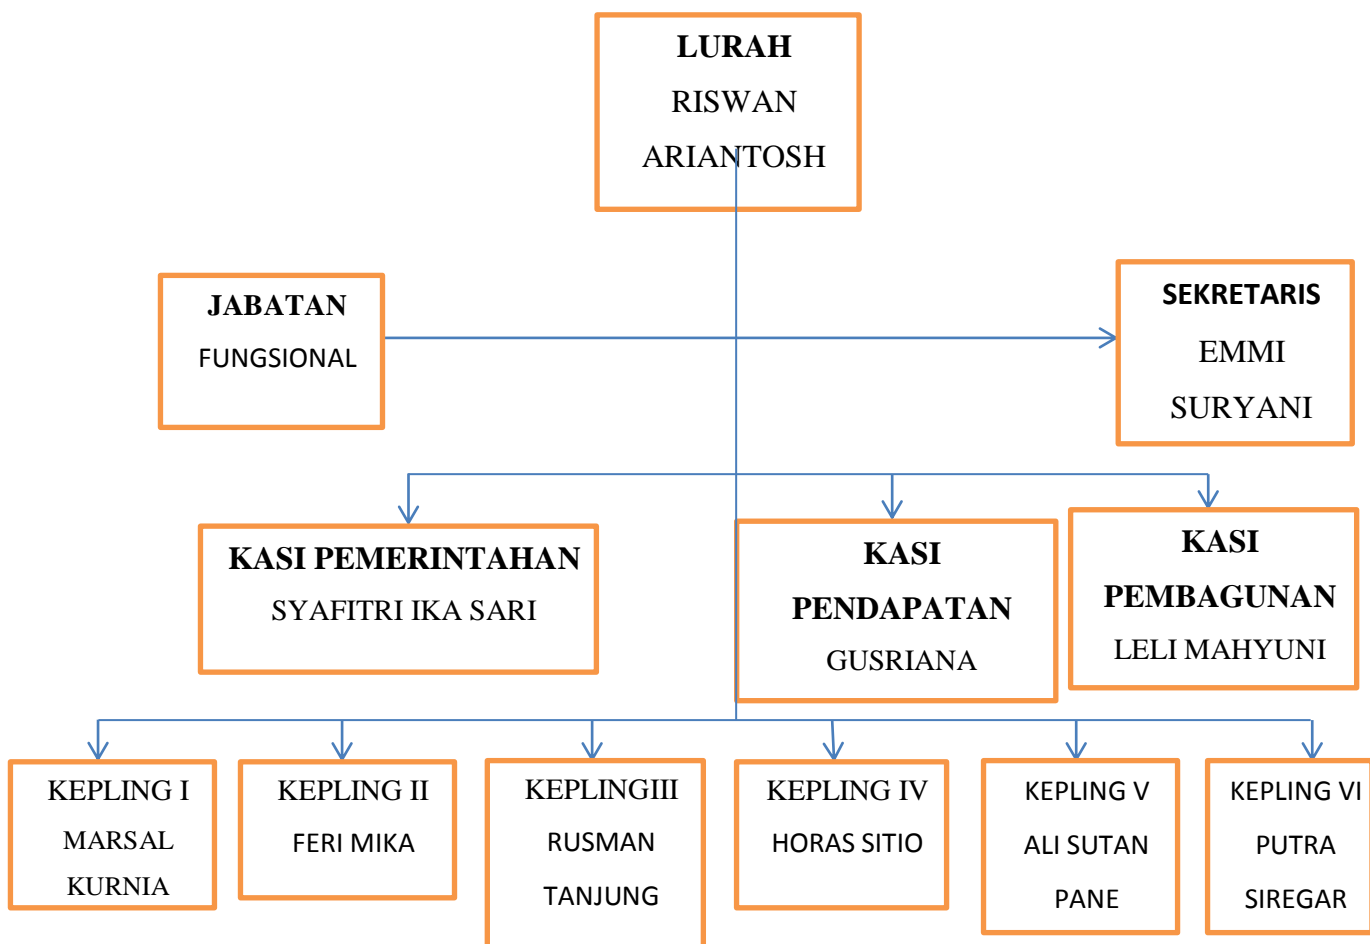 LURAH
RISWAN
ARIANTOSH
JABATAN
FUNGSIONAL
SEKRETARIS
EMMI
SURYANI
KASI PEMERINTAHAN
SYAFITRI IKA SARI
KASI
PENDAPATAN
GUSRIANA
KASI
PEMBAGUNAN
LELI MAHYUNI
KEPLING I
MARSAL
KURNIA
KEPLING II
FERI MIKA
KEPLINGIII
RUSMAN
TANJUNG
KEPLING IV
HORAS SITIO
KEPLING V
ALI SUTAN
PANE
KEPLING VI
PUTRA
SIREGAR